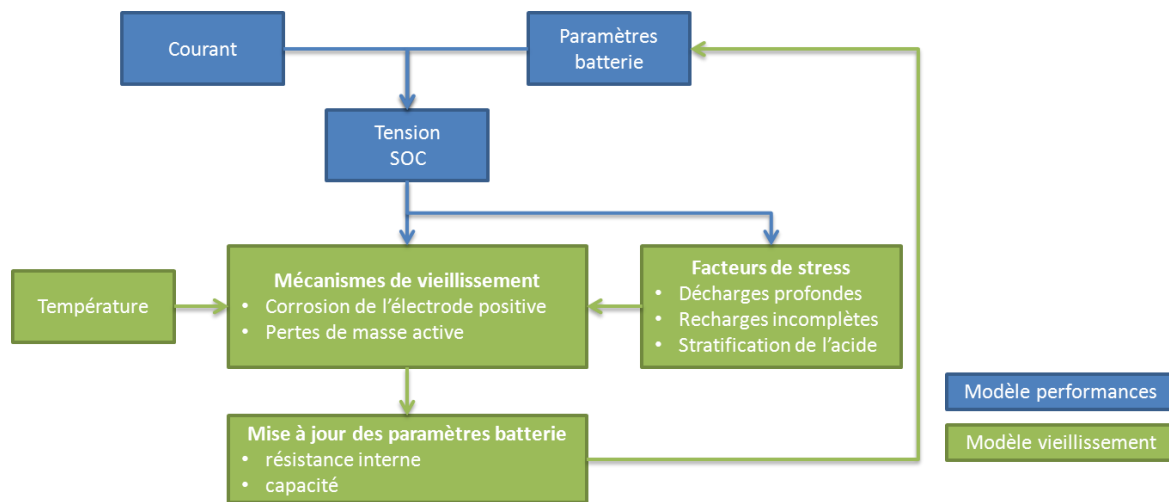 Courant
Paramètres
batterie
Tension
SOC
Température
Mécanismes de vieillissement
• Corrosion de l'électrode positive
• Pertes de masse active
Facteurs de stress
• Décharges profondes
• Recharges incomplètes
• Stratification de l'acide
Mise à jour des paramètres batterie
• résistance interne
• capacité
Modèle performances
Modèle vieillissement